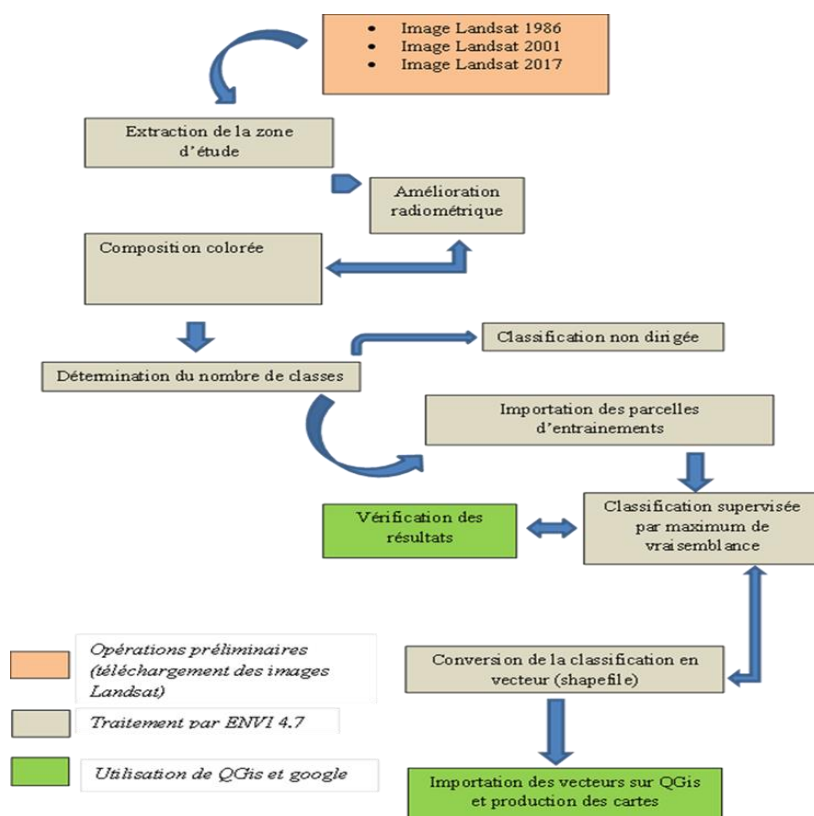 • Image Landsat 1986
• Image Landsat 2001
• Image Landsat 2017
Extraction de la zone
d'étude
Amélioration
radiométrique
Composition colorée
Classification non dirigée
Détermination du nombre de classes
Importation des parcelles
d'entrainements
Vérification des
résultats
Classification supervisée
par maximum de
vraisemblance
Opérations préliminaires
(téléchargement des images
Landsat)
Conversion de la classification en
vecteur (shapefile)
Traitement par ENVI 4.7
Utilisation de QGis et google
Importation des vecteurs sur QGis
et production des cartes